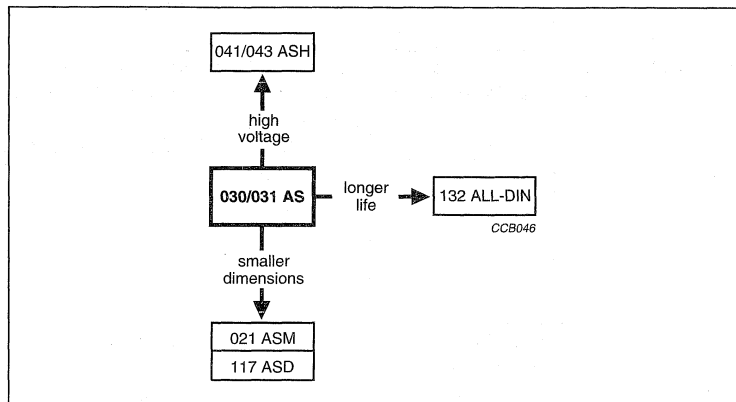 041/043 ASH
high
voltage
030/031 AS
longer
life
132 ALL-DIN
CCB046
smaller
dimensions
021 ASM
117 ASD